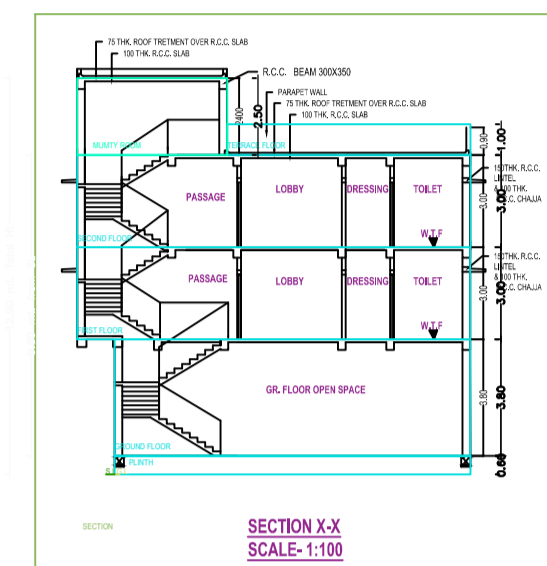 75 THK. ROOF TRETMENT OVER R.C.C. SLAB
100 THK. R.C.C. SLAB
R.C.C. BEAM 300X350
PARAPET WALL
75 THK. ROOF TRETMENT OVER R.C.C. SLAB
100 THK. R.C.C. SLAB
2400
2.50
0.90
1.00
MUMTY ROOM
TERRACE FLOOR
150THK. R.C.C.
LINTEL
& 100 THK.
R.C.C. CHAJJA
PASSAGE
LOBBY
DRESSING
TOILET
3.00
3.00
W.T.F
SECOND FLOOR
150THK. R.C.C.
LINTEL
& 100 THK.
R.C.C. CHAJJA
PASSAGE
LOBBY
DRESSING
TOILET
3.00
3.00
W.T.F
FIRST FLOOR
GR. FLOOR OPEN SPACE
3.80
3.80
GROUND FLOOR
PLINTH
0.60
SECTION
SECTION X-X
SCALE- 1:100